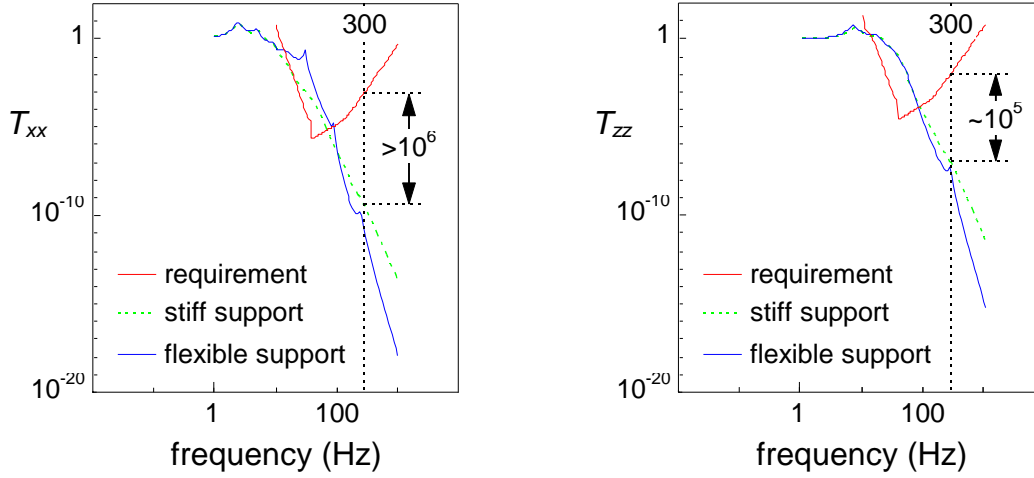 300
1
T_xx
>10^6
10^-10
requirement
stiff support
flexible support
10^-20
1 100
frequency (Hz)
300
1
T_zz
~10^5
10^-10
requirement
stiff support
flexible support
10^-20
1 100
frequency (Hz)